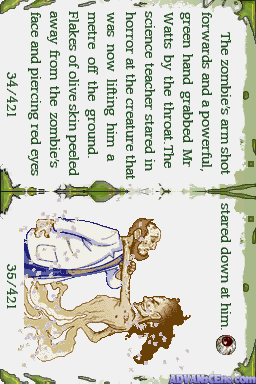 The zombie's arm shot
forwards and a powerful,
green hand grabbed Mr
Watts by the throat. The
science teacher stared in
horror at the creature that
was now lifting him a
metre off the ground.
Flakes of olive skin peeled
away from the zombie's
face and piercing red eyes
34/421
stared down at him.
35/421
ADVANsCEne.com